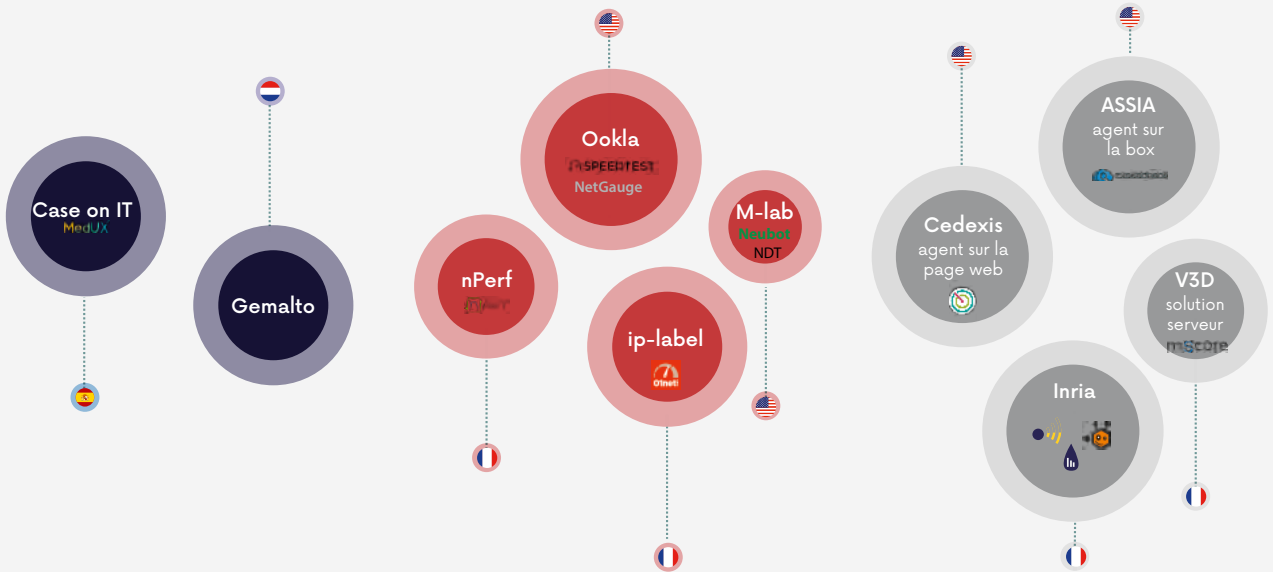 Case on IT
MedUX
Gemalto
Ookla
SPEEDTEST
NetGauge
nPerf
M-lab
Neubot
NDT
ip-label
Cedexis
agent sur la
page web
ASSIA
agent sur
la box
V3D
solution
serveur
Inria